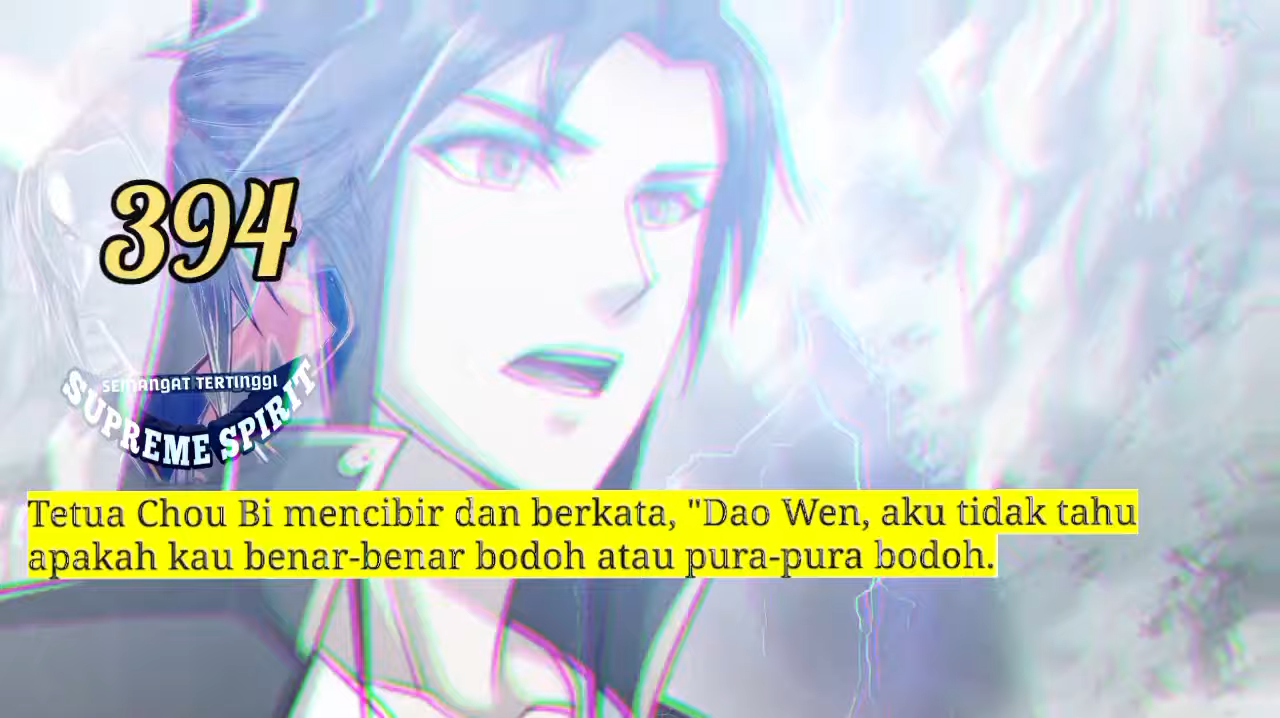 394
SEMANGAT TERTINGGI
SUPREME SPIRIT
Tetua Chou Bi mencibir dan berkata, "Dao Wen, aku tidak tahu
apakah kau benar-benar bodoh atau pura-pura bodoh.